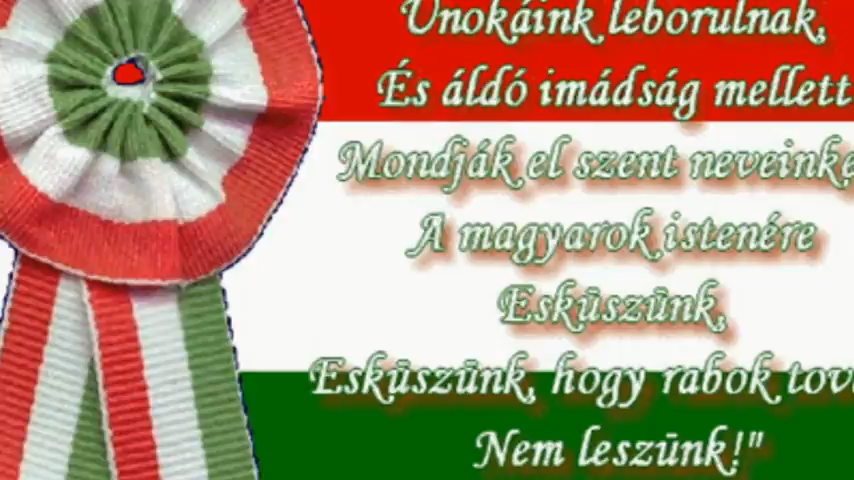 Unokáink leborulnak,
És áldó imádság mellett
Mondják el szent neveinke
A magyarok istenére
Esküszünk,
Esküszünk, hogy rabok tov
Nem leszünk!"